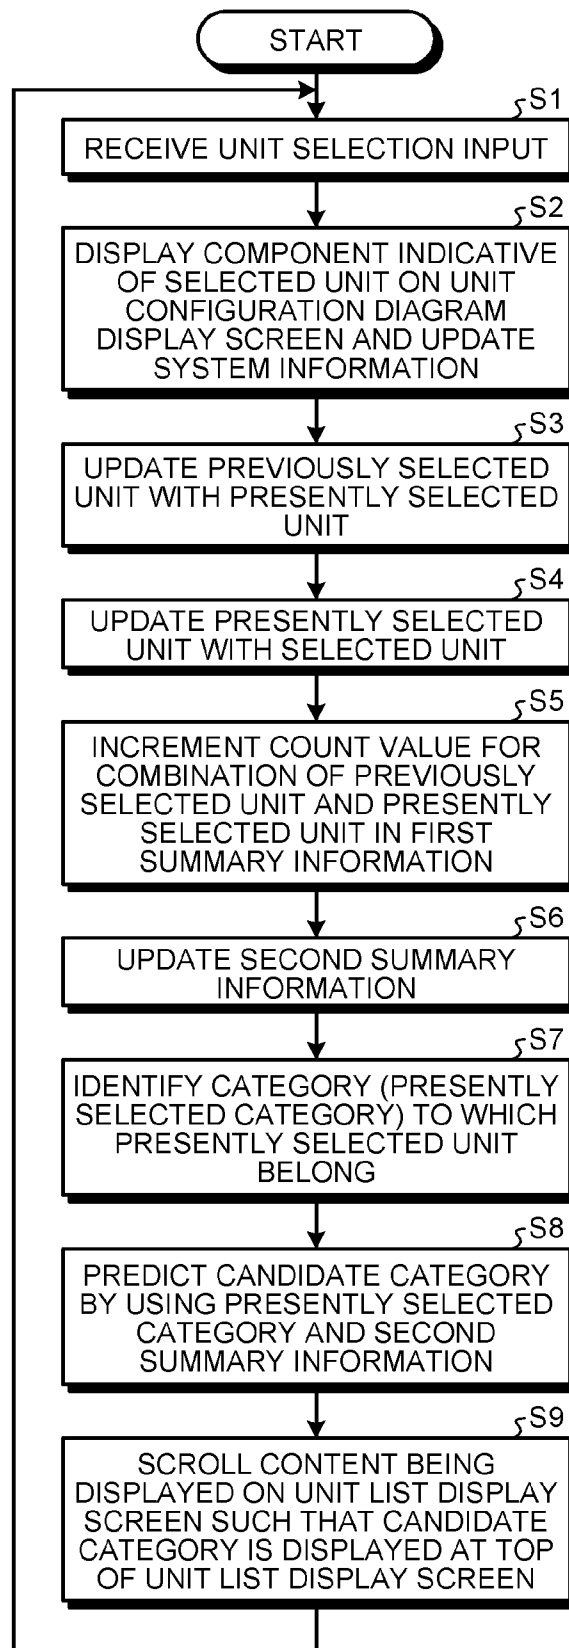 START
S1
RECEIVE UNIT SELECTION INPUT
S2
DISPLAY COMPONENT INDICATIVE
OF SELECTED UNIT ON UNIT
CONFIGURATION DIAGRAM
DISPLAY SCREEN AND UPDATE
SYSTEM INFORMATION
S3
UPDATE PREVIOUSLY SELECTED
UNIT WITH PRESENTLY SELECTED
UNIT
S4
UPDATE PRESENTLY SELECTED
UNIT WITH SELECTED UNIT
S5
INCREMENT COUNT VALUE FOR
COMBINATION OF PREVIOUSLY
SELECTED UNIT AND PRESENTLY
SELECTED UNIT IN FIRST
SUMMARY INFORMATION
S6
UPDATE SECOND SUMMARY
INFORMATION
S7
IDENTIFY CATEGORY (PRESENTLY
SELECTED CATEGORY) TO WHICH
PRESENTLY SELECTED UNIT
BELONG
S8
PREDICT CANDIDATE CATEGORY
BY USING PRESENTLY SELECTED
CATEGORY AND SECOND
SUMMARY INFORMATION
S9
SCROLL CONTENT BEING
DISPLAYED ON UNIT LIST DISPLAY
SCREEN SUCH THAT CANDIDATE
CATEGORY IS DISPLAYED AT TOP
OF UNIT LIST DISPLAY SCREEN